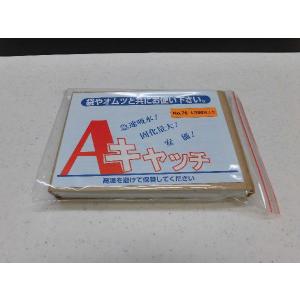 袋やオムツと共にお使い下さい。
急速吸水！
固化量大！
安価！
Aキャッチ
高温を避けて保管してください